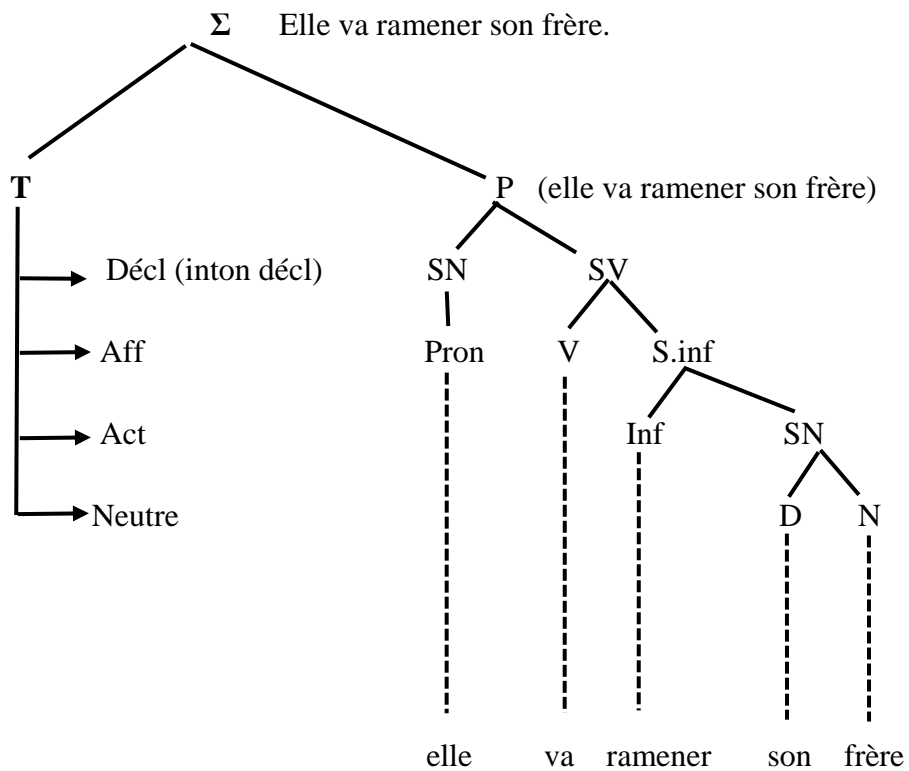 Σ Elle va ramener son frère.
T P (elle va ramener son frère)
Décl (inton décl) SN SV
Aff Pron V S.inf
Act Inf SN
Neutre D N
elle va ramener son frère